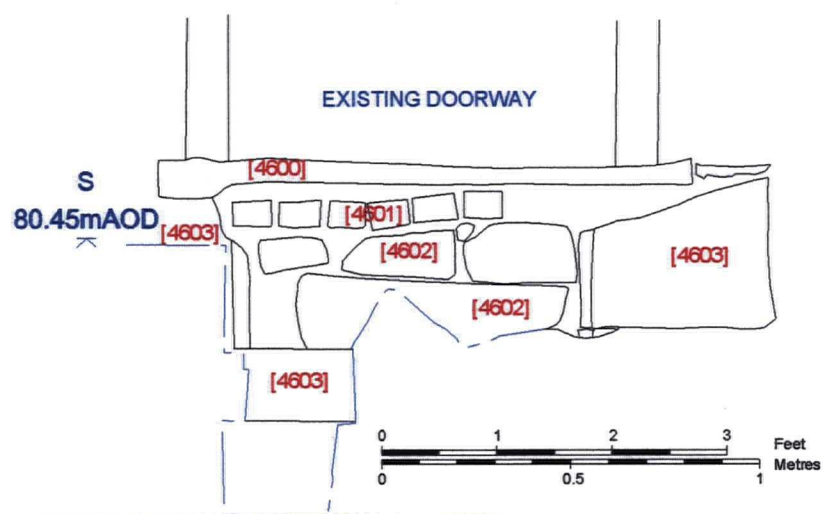 EXISTING DOORWAY
[4600]
S
80.45mAOD
[4601]
[4603]
[4602]
[4603]
[4602]
[4603]
0 1 2 3 Feet
0 0.5 1 Metres